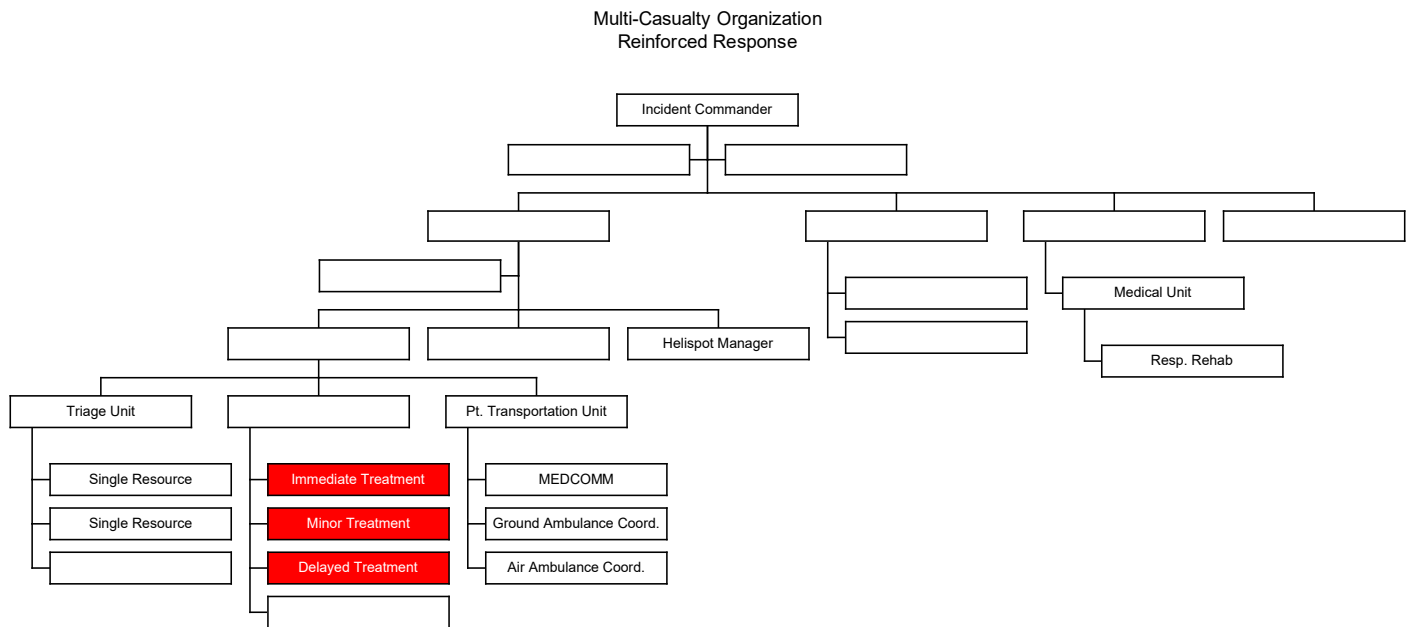 Multi-Casualty Organization
Reinforced Response
Incident Commander
Medical Unit
Helispot Manager
Resp. Rehab
Triage Unit
Pt. Transportation Unit
Single Resource
Immediate Treatment
MEDCOMM
Single Resource
Minor Treatment
Ground Ambulance Coord.
Delayed Treatment
Air Ambulance Coord.